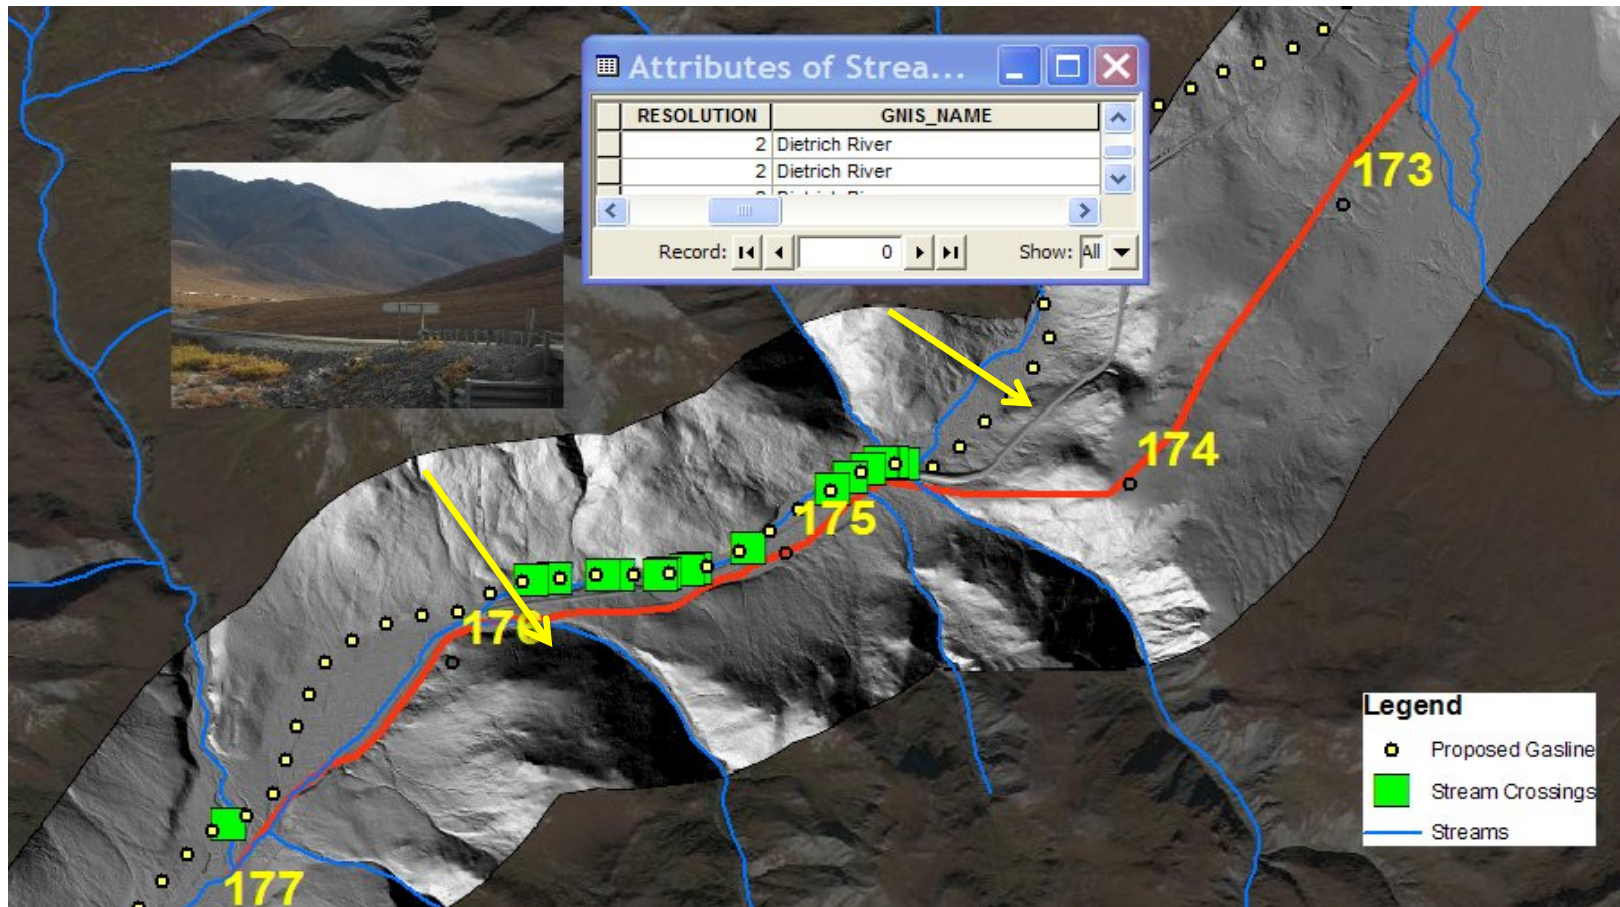 Attributes of Strea...
RESOLUTION GNIS_NAME
2 Dietrich River
2 Dietrich River
Record: 0 Show: All
173
174
175
176
177
Legend
Proposed Gasline
Stream Crossings
Streams